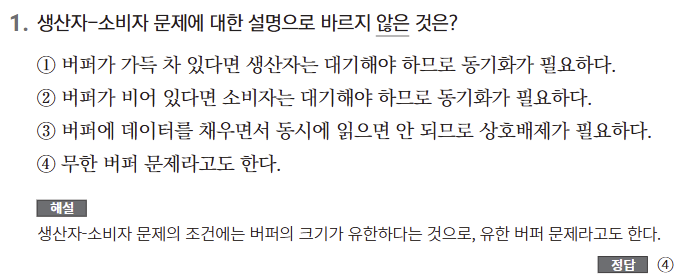 1. 생산자-소비자 문제에 대한 설명으로 바르지 않은 것은?
① 버퍼가 가득 차 있다면 생산자는 대기해야 하므로 동기화가 필요하다.
② 버퍼가 비어 있다면 소비자는 대기해야 하므로 동기화가 필요하다.
③ 버퍼에 데이터를 채우면서 동시에 읽으면 안 되므로 상호배제가 필요하다.
④ 무한 버퍼 문제라고도 한다.
해설
생산자-소비자 문제의 조건에는 버퍼의 크기가 유한하다는 것으로, 유한 버퍼 문제라고도 한다.
정답 ④